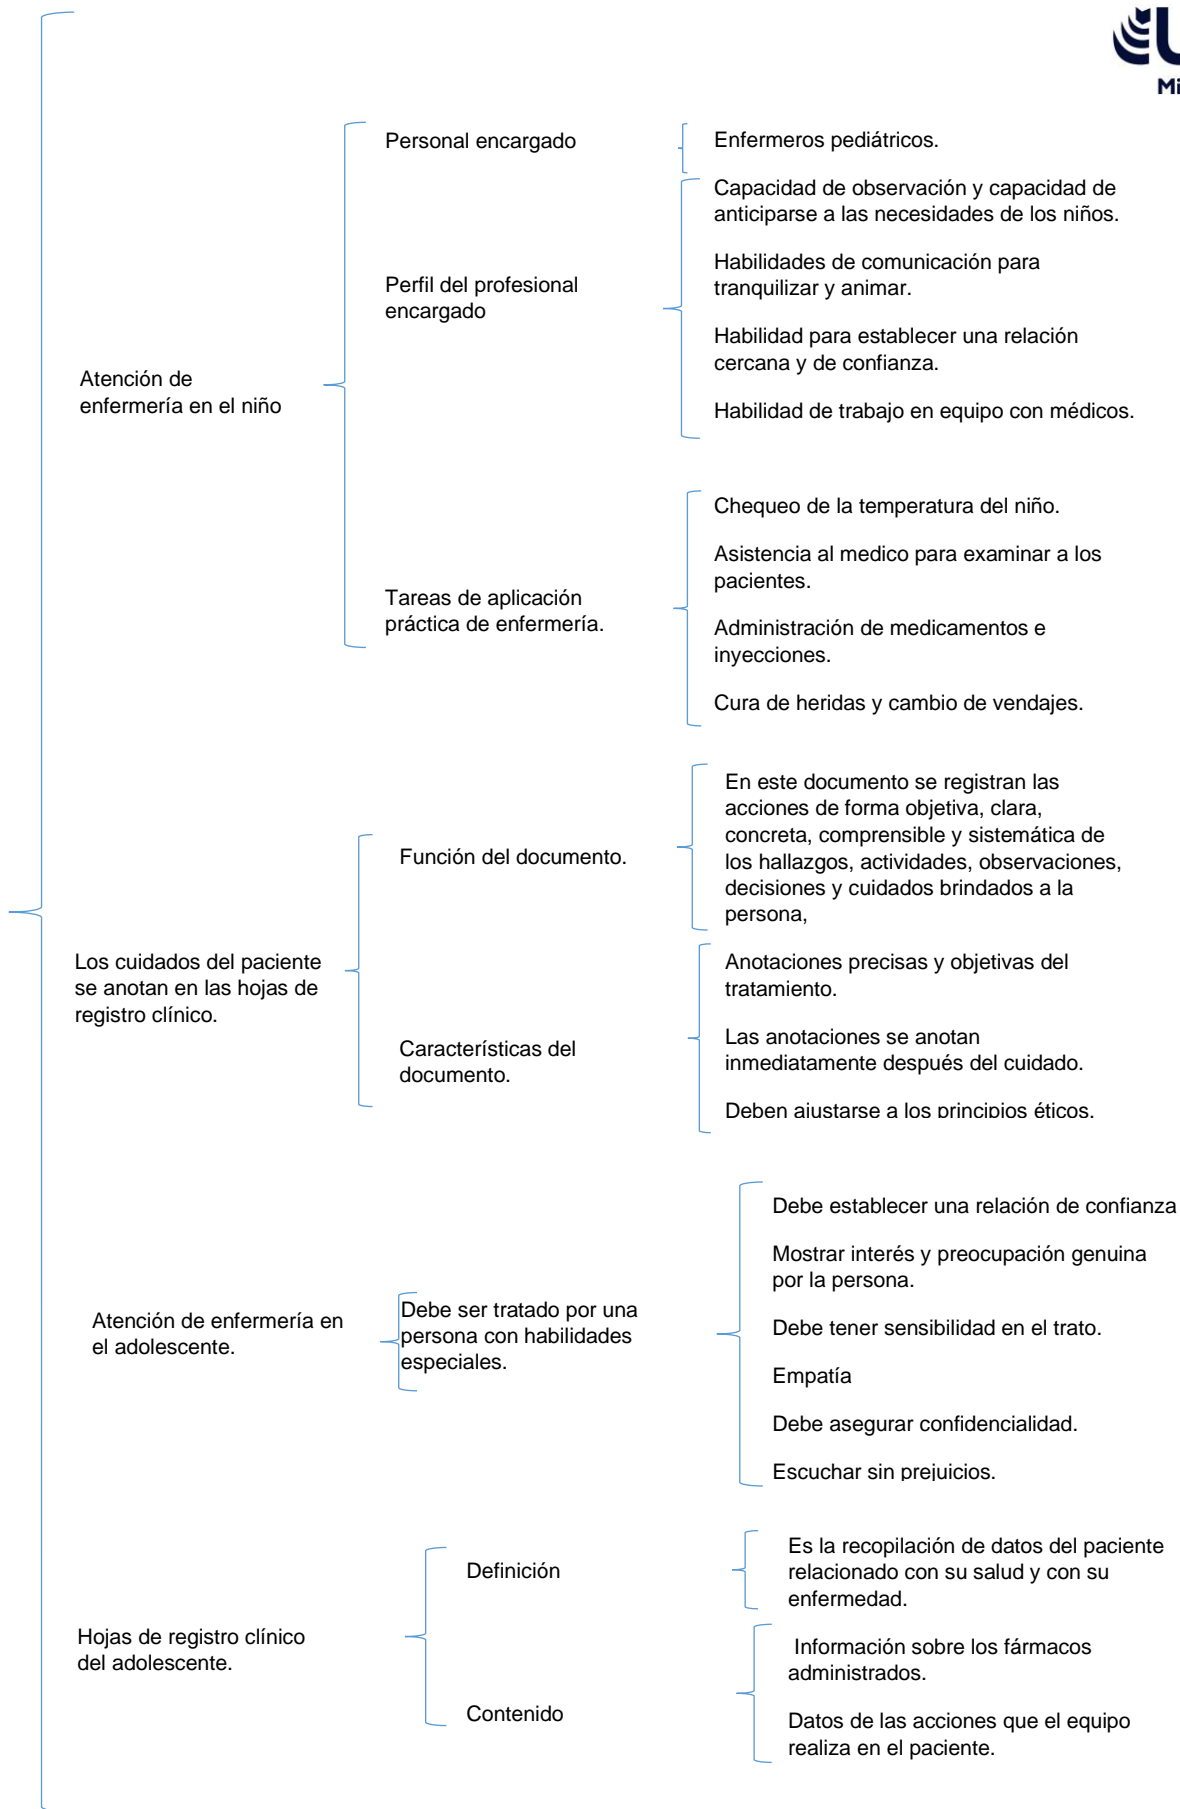 Mi
Personal encargado
Enfermeros pediátricos.
Perfil del profesional
encargado
Capacidad de observación y capacidad de
anticiparse a las necesidades de los niños.
Habilidades de comunicación para
tranquilizar y animar.
Habilidad para establecer una relación
cercana y de confianza.
Habilidad de trabajo en equipo con médicos.
Atención de
enfermería en el niño
Tareas de aplicación
práctica de enfermería.
Chequeo de la temperatura del niño.
Asistencia al medico para examinar a los
pacientes.
Administración de medicamentos e
inyecciones.
Cura de heridas y cambio de vendajes.
Función del documento.
En este documento se registran las
acciones de forma objetiva, clara,
concreta, comprensible y sistemática de
los hallazgos, actividades, observaciones,
decisiones y cuidados brindados a la
persona,
Los cuidados del paciente
se anotan en las hojas de
registro clínico.
Características del
documento.
Anotaciones precisas y objetivas del
tratamiento.
Las anotaciones se anotan
inmediatamente después del cuidado.
Deben ajustarse a los principios éticos.
Atención de enfermería en
el adolescente.
Debe ser tratado por una
persona con habilidades
especiales.
Debe establecer una relación de confianza
Mostrar interés y preocupación genuina
por la persona.
Debe tener sensibilidad en el trato.
Empatía
Debe asegurar confidencialidad.
Escuchar sin prejuicios.
Hojas de registro clínico
del adolescente.
Definición
Es la recopilación de datos del paciente
relacionado con su salud y con su
enfermedad.
Contenido
Información sobre los fármacos
administrados.
Datos de las acciones que el equipo
realiza en el paciente.